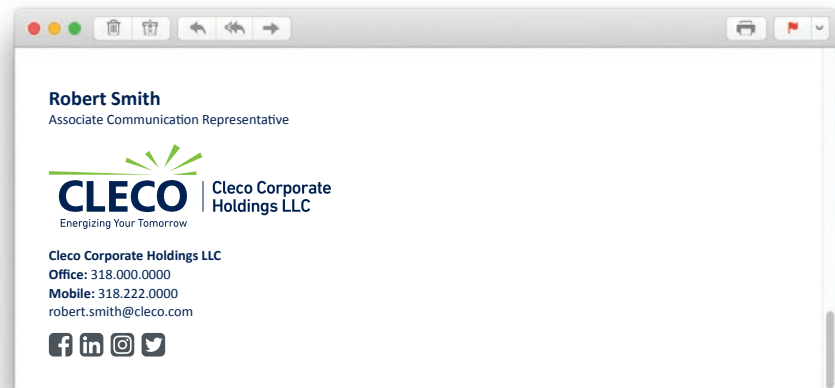 Robert Smith
Associate Communication Representative
CLECO
Energizing Your Tomorrow
Cleco Corporate
Holdings LLC
Cleco Corporate Holdings LLC
Office: 318.000.0000
Mobile: 318.222.0000
robert.smith@cleco.com